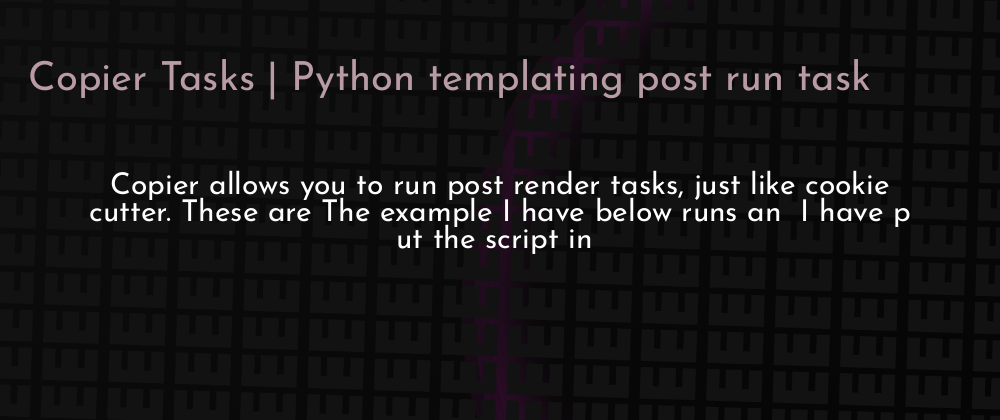 Copier Tasks | Python templating post run task
Copier allows you to run post render tasks, just like cookie
cutter. These are The example I have below runs an  I have p
ut the script in